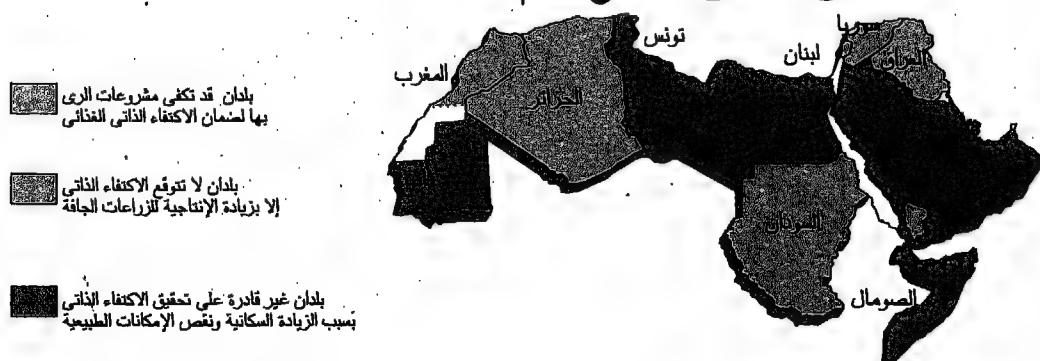 تونس
المغرب
الجزائر
لبنان
سوريا
العراق
السودان
الصومال
بلدان قد تكفى مشروعات الرى
بها لضمان الاكتفاء الذاتى الغذائى
بلدان لا تتوقع الاكتفاء الذاتى
إلا بزيادة الإنتاجية للزراعات الجافة
بلدان غير قادرة على تحقيق الاكتفاء الذاتى
بسبب الزيادة السكانية ونقص الإمكانات الطبيعية